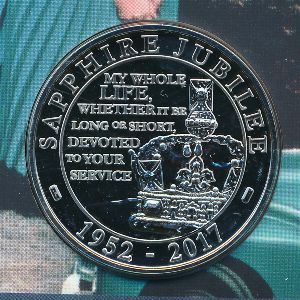 SAPPHIRE JUBILEE
MY WHOLE
LIFE,
WHETHER IT BE
LONG OR SHORT,
DEVOTED
TO YOUR
SERVICE
1952 - 2017